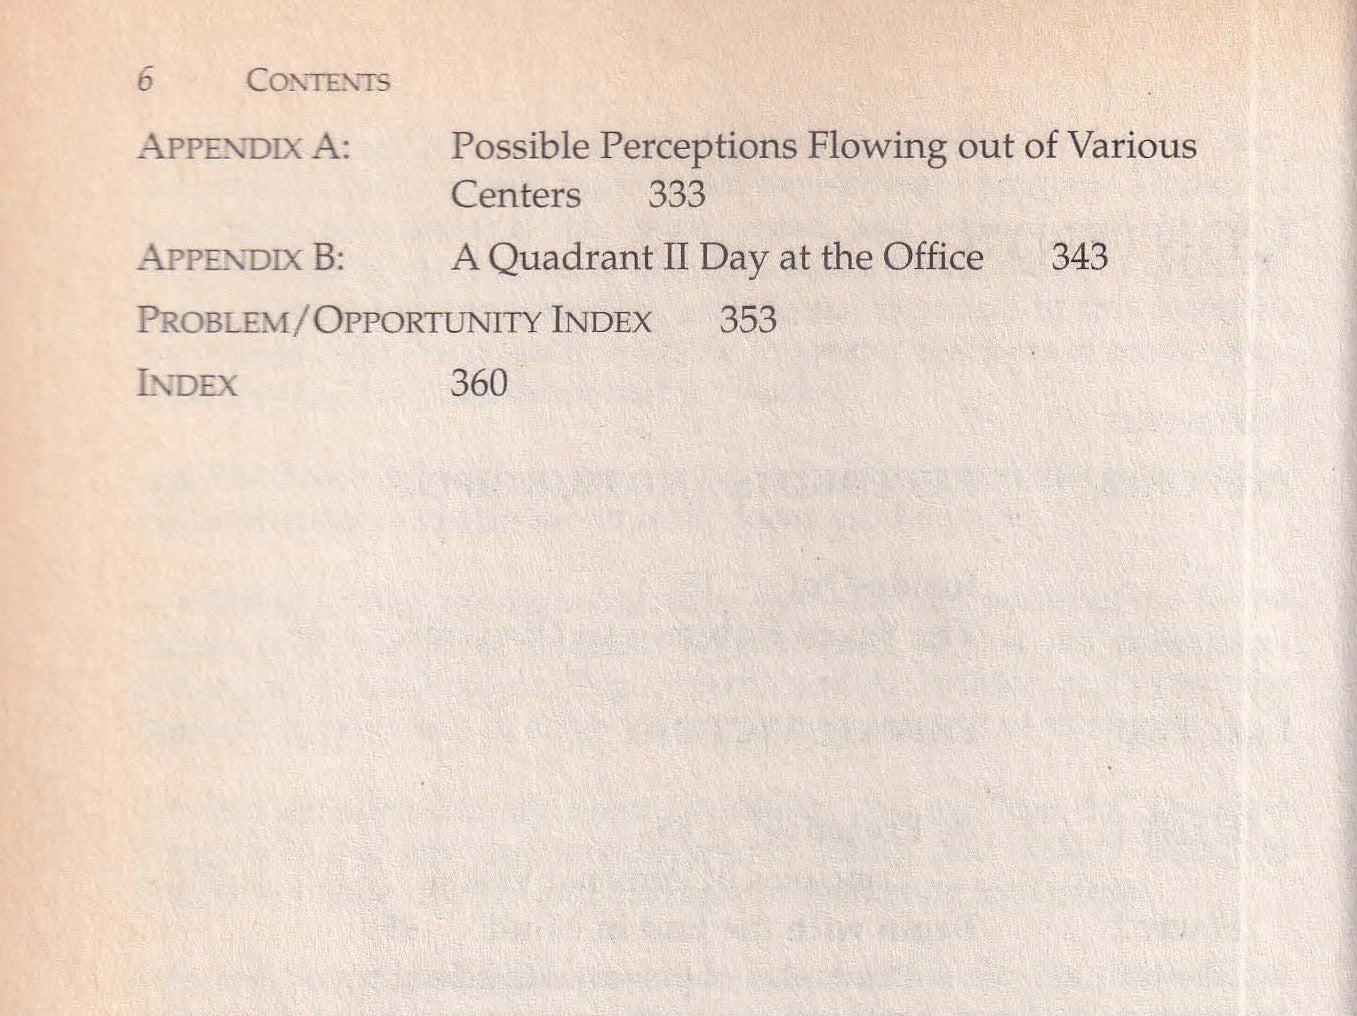 6 CONTENTS
APPENDIX A: Possible Perceptions Flowing out of Various
Centers 333
APPENDIX B: A Quadrant II Day at the Office 343
PROBLEM/OPPORTUNITY INDEX 353
INDEX 360